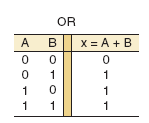 OR
A B x = A + B
0 0 0
0 1 1
1 0 1
1 1 1